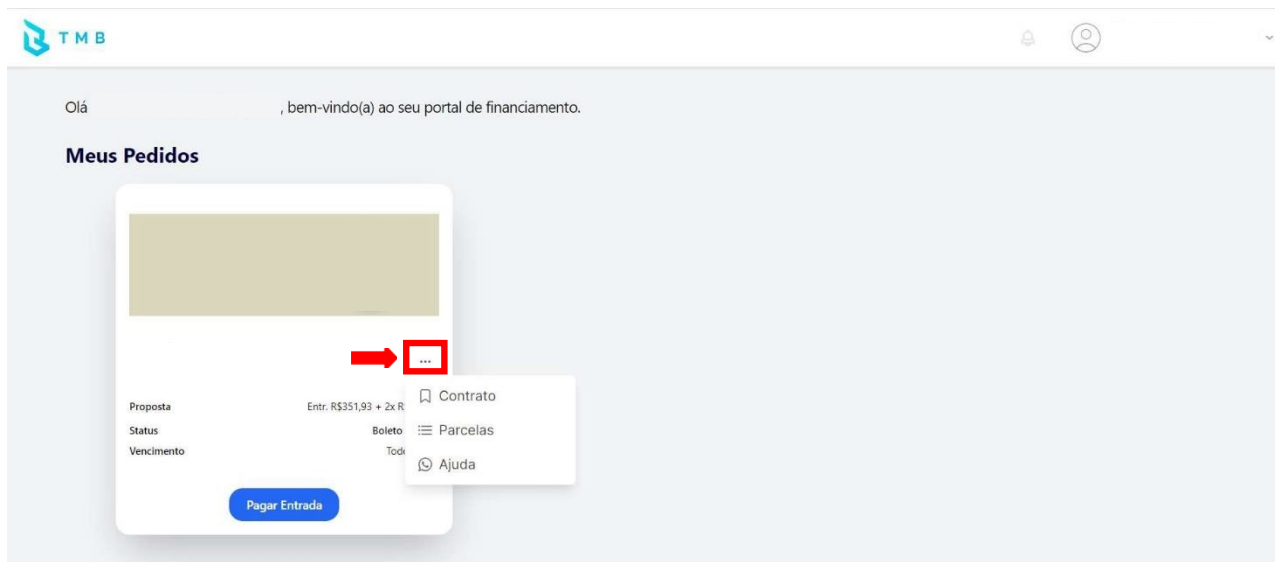 TMB
Olá , bem-vindo(a) ao seu portal de financiamento.
Meus Pedidos
...
Contrato
Proposta Entr. R$351,93 + 2x
Status Boleto
Parcelas
Vencimento
Ajuda
Pagar Entrada